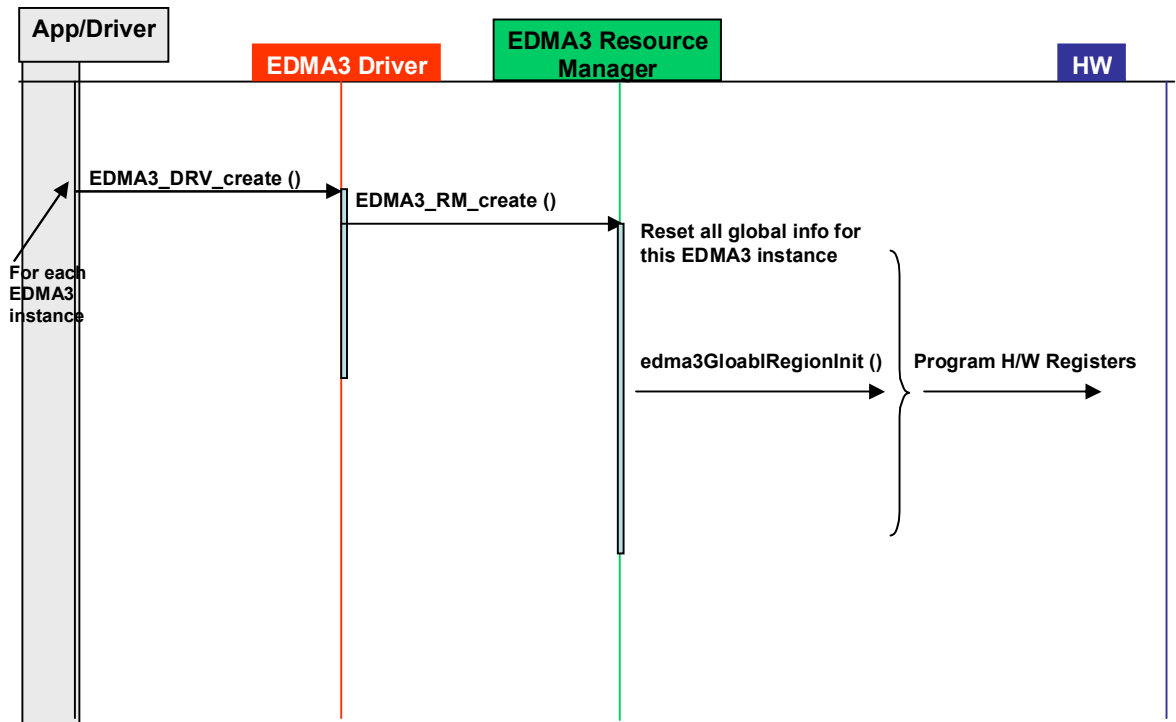 App/Driver
EDMA3 Driver
EDMA3 Resource
Manager
HW
EDMA3_DRV_create ()
EDMA3_RM_create ()
Reset all global info for
this EDMA3 instance
For each
EDMA3
instance
edma3GloablRegionInit ()
Program H/W Registers